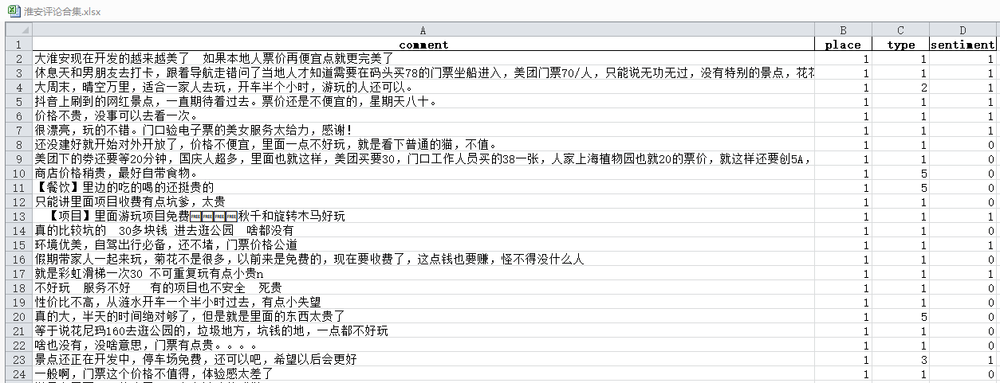 淮安评论合集.xlsx
A B C D
1 comment place type sentiment
2 大淮安现在开发的越来越美了 如果本地人票价再便宜点就更完美了 1 1 1
3 休息天和男朋友去打卡，跟着导航走错问了当地人才知道需要在码头买78的门票坐船进入，美团门票70/人，只能说无功无过，没有特别的景点，花花 1 1 1
4 大周末，晴空万里，适合一家人去玩，开车半个小时，游玩的人还可以。 1 2 1
5 抖音上刷到的网红景点，一直期待着过去。票价还是不便宜的，星期天八十。 1 1 1
6 价格不贵，没事可以去看一次。 1 1 1
7 很漂亮，玩的不错。门口验电子票的美女服务太给力，感谢！ 1 1 1
8 还没建好就开始对外开放了，价格不便宜，里面一点不好玩，就是看下普通的猫，不值。 1 1 0
9 美团下的劵还要等20分钟，国庆人超多，里面也就这样，美团买要30，门口工作人员买的38一张，人家上海植物园也就20的票价，就这样还要创5A， 1 1 0
10 商店价格稍贵，最好自带食物。 1 5 0
11 【餐饮】里边的吃的喝的还挺贵的 1 5 0
12 只能讲里面项目收费有点坑爹，太贵 1 1 0
13 【项目】里面游玩项目免费FREE FREE FREE FREE秋千和旋转木马好玩 1 1 1
14 真的比较坑的 30多块钱 进去逛公园 啥都没有 1 1 0
15 环境优美，自驾出行必备，还不堵，门票价格公道 1 1 1
16 假期带家人一起来玩，菊花不是很多，以前来是免费的，现在要收费了，这点钱也要赚，怪不得没什么人 1 1 0
17 就是彩虹滑梯一次30 不可重复玩有点小贵n 1 1 1
18 不好玩 服务不好 有的项目也不安全 死贵 1 1 0
19 性价比不高，从涟水开车一个半小时过去，有点小失望 1 1 0
20 真的大，半天的时间绝对够了，但是就是里面的东西太贵了 1 5 0
21 等于说花尼玛160去逛公园的，垃圾地方，坑钱的地，一点都不好玩 1 1 0
22 啥也没有，没啥意思，门票有点贵。。。。 1 1 0
23 景点还正在开发中，停车场免费，还可以吧，希望以后会更好 1 3 1
24 一般啊，门票这个价格不值得，体验感太差了 1 1 0